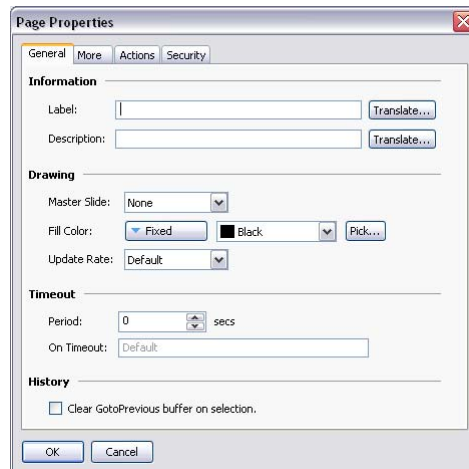 Page Properties
General More Actions Security
Information
Label: Translate...
Description: Translate...
Drawing
Master Slide: None
Fill Color: Fixed Black Pick...
Update Rate: Default
Timeout
Period: 0 secs
On Timeout: Default
History
Clear GotoPrevious buffer on selection.
OK Cancel